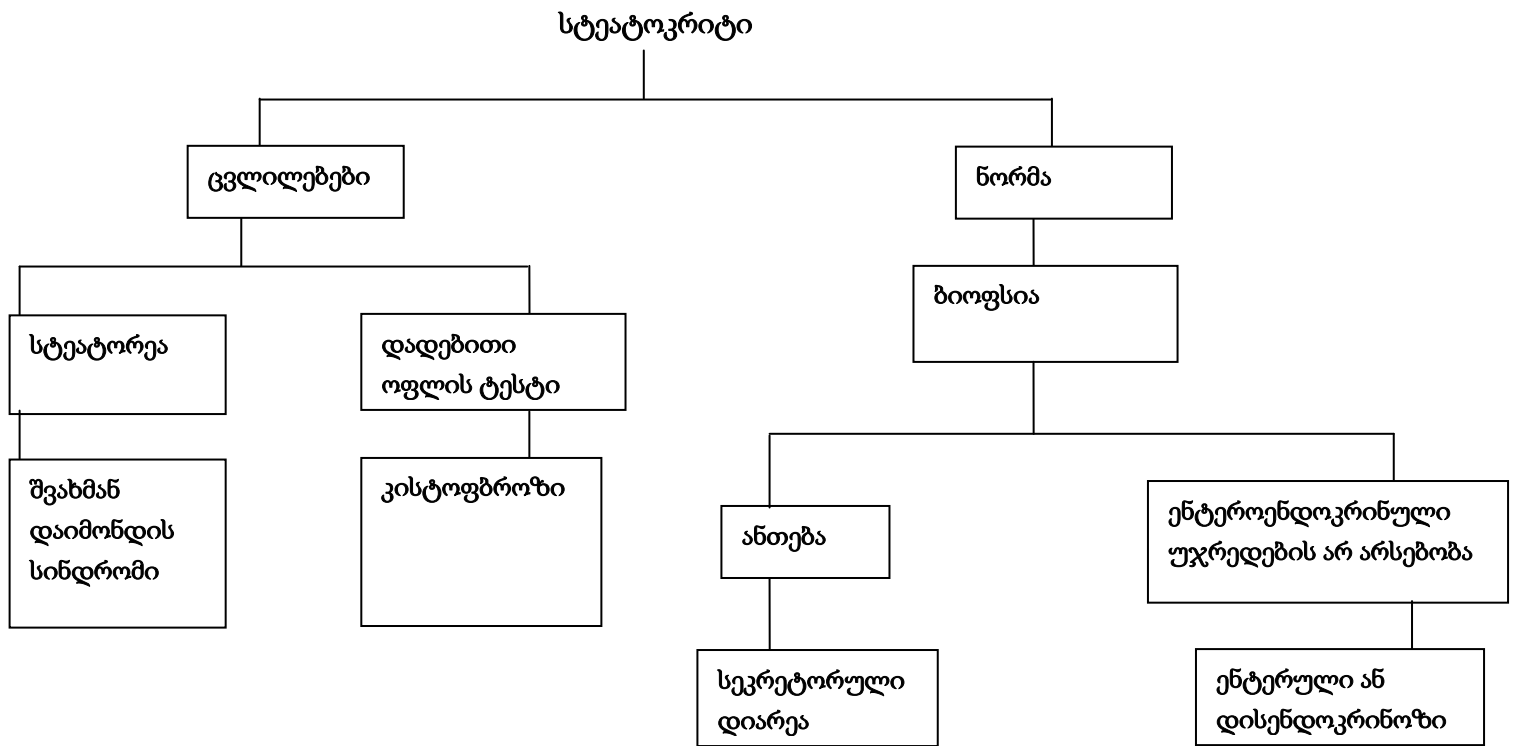 სტეატოკრიტი
ცვლილებები
ნორმა
ბიოფსია
სტეატორეა
დადებითი
ოფლის ტესტი
შვახმან
დაიმონდის
სინდრომი
კისტოფბროზი
ანთება
ენტეროენდოკრინული
უჯრედების არ არსებობა
სეკრეტორული
დიარეა
ენტერული ან
დისენდოკრინოზი